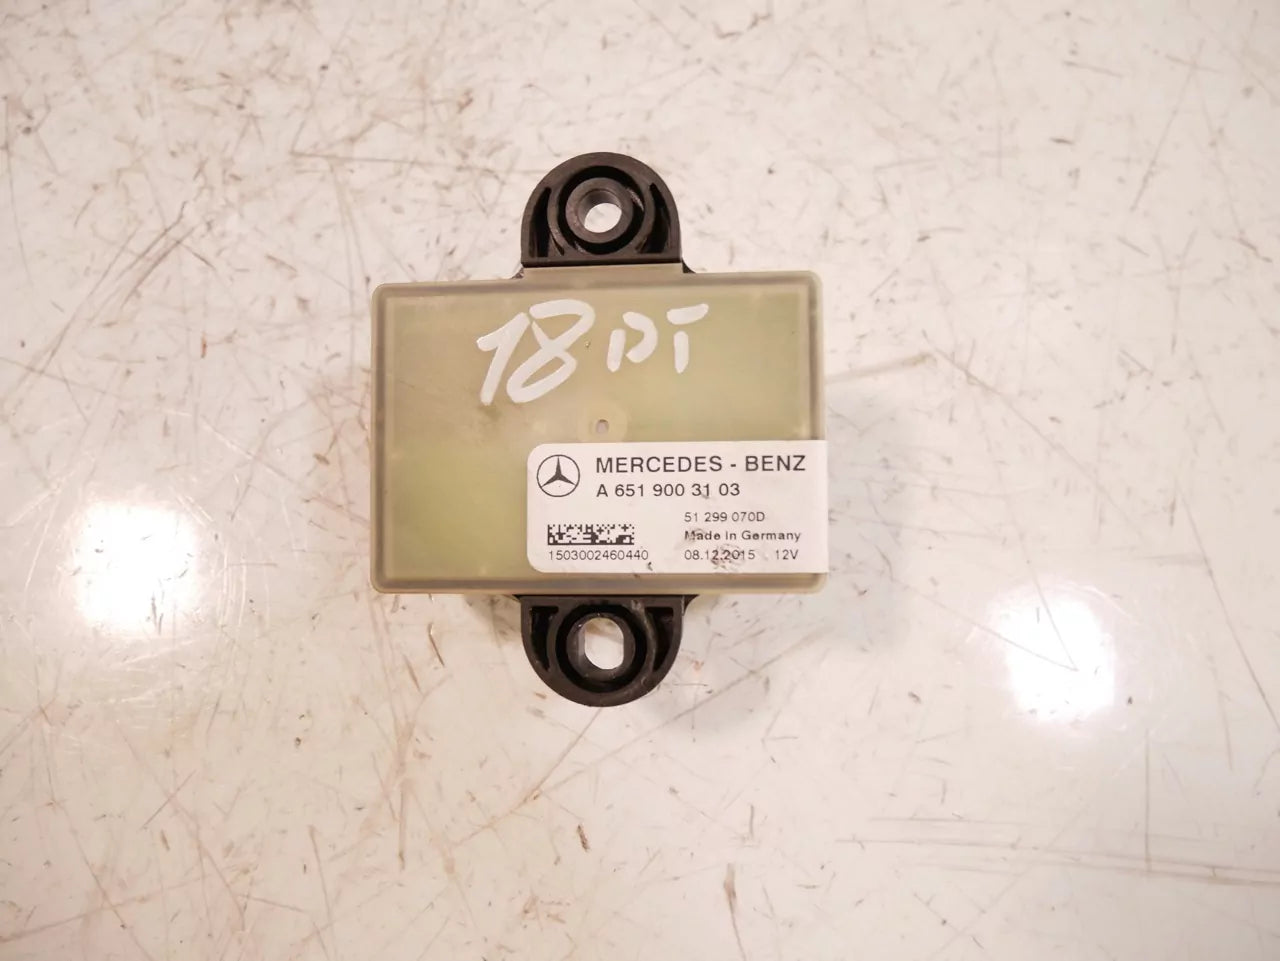 18 DT
MERCEDES - BENZ
A 651 900 31 03
51 299 070D
Made in Germany
1503002460440 08.12.2015 12V